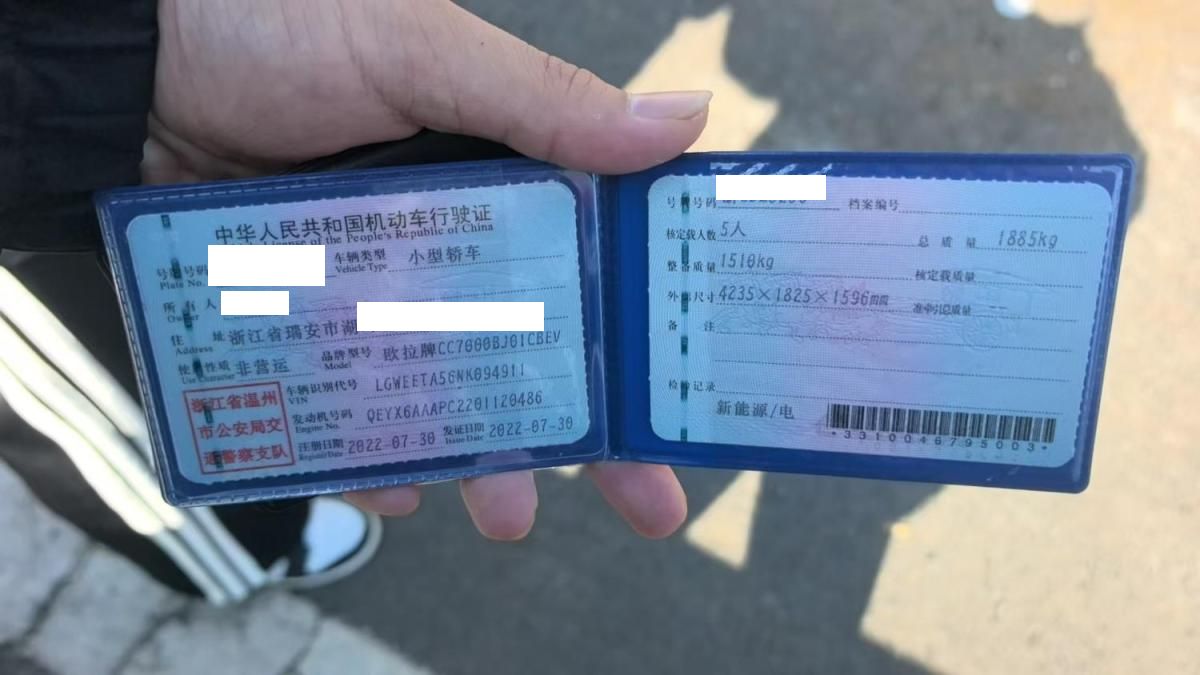 中华人民共和国机动车行驶证
License of the People's Republic of China
号牌号码
Plate No.
车辆类型 小型轿车
Vehicle Type
所有人
Owner
住址 浙江省瑞安市湖
Address
使用性质 非营运
Use Character
品牌型号 欧拉牌CC7000BJ01CBEV
Model
浙江省温州
市公安局交
通警察支队
车辆识别代号 LGWEETA56NK094911
VIN
发动机号码 QEYX6AAAPC2201120486
Engine No.
注册日期 2022-07-30
Register Date
发证日期 2022-07-30
Issue Date
号牌号码
档案编号
核定载人数 5人
总质量 1885kg
整备质量 1510kg
核定载质量
外廓尺寸 4235×1825×1596mm
准牵引总质量 --
备注
检验记录
新能源/电
*3310046795003*